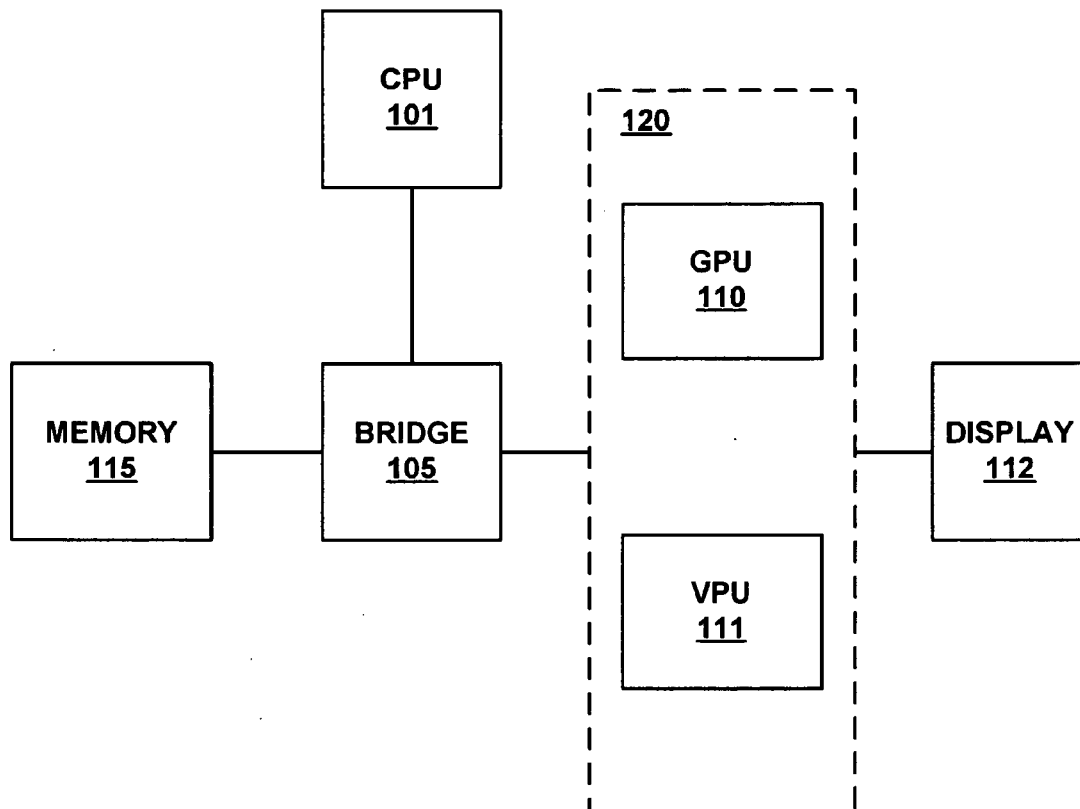 CPU
101
120
GPU
110
MEMORY
115
BRIDGE
105
DISPLAY
112
VPU
111